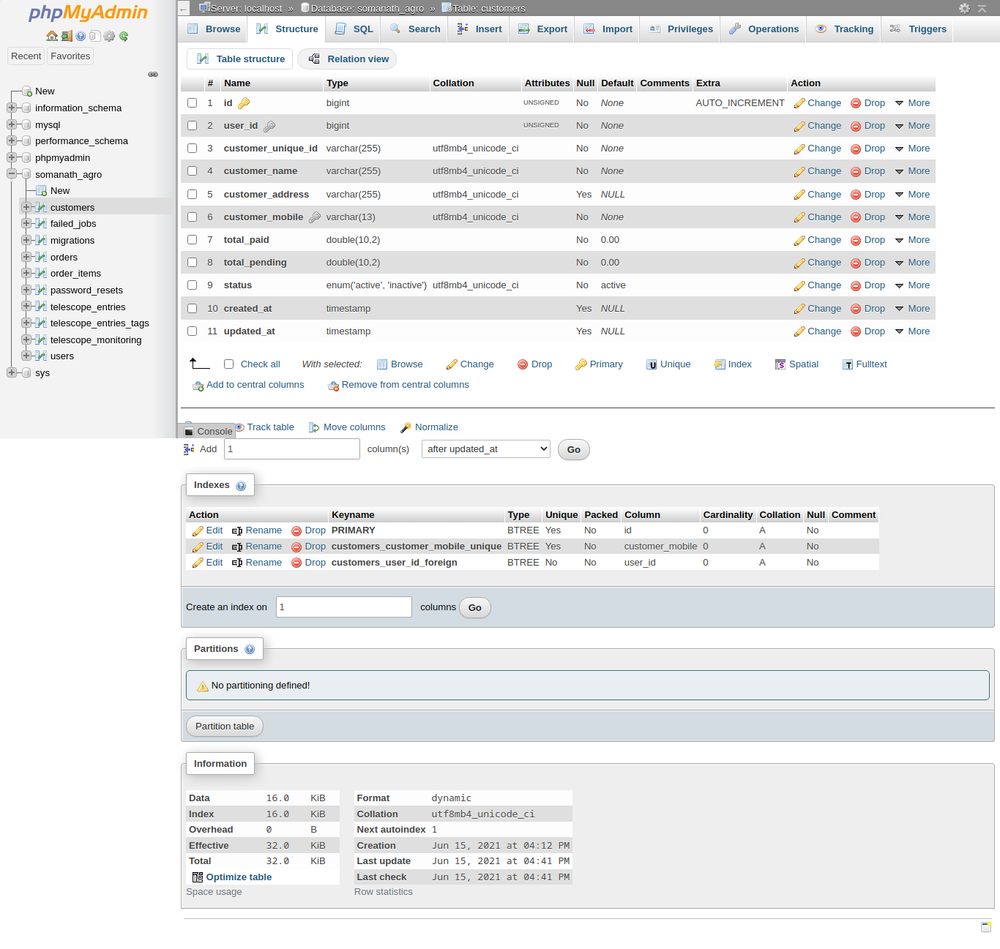 phpMyAdmin
Recent Favorites
New
information_schema
mysql
performance_schema
phpmyadmin
somanath_agro
New
customers
failed_jobs
migrations
orders
order_items
password_resets
telescope_entries
telescope_entries_tags
telescope_monitoring
users
sys
← Server: localhost » Database: somanath_agro » Table: customers
Browse Structure SQL Search Insert Export Import Privileges Operations Tracking Triggers
Table structure Relation view
# Name Type Collation Attributes Null Default Comments Extra Action
1 id bigint UNSIGNED No None AUTO_INCREMENT Change Drop More
2 user_id bigint UNSIGNED No None Change Drop More
3 customer_unique_id varchar(255) utf8mb4_unicode_ci No None Change Drop More
4 customer_name varchar(255) utf8mb4_unicode_ci No None Change Drop More
5 customer_address varchar(255) utf8mb4_unicode_ci Yes NULL Change Drop More
6 customer_mobile varchar(13) utf8mb4_unicode_ci No None Change Drop More
7 total_paid double(10,2) No 0.00 Change Drop More
8 total_pending double(10,2) No 0.00 Change Drop More
9 status enum('active', 'inactive') utf8mb4_unicode_ci No active Change Drop More
10 created_at timestamp Yes NULL Change Drop More
11 updated_at timestamp Yes NULL Change Drop More
Check all With selected: Browse Change Drop Primary Unique Index Spatial Fulltext
Add to central columns Remove from central columns
Console Track table Move columns Normalize
Add 1 column(s) after updated_at Go
Indexes
Action Keyname Type Unique Packed Column Cardinality Collation Null Comment
Edit Rename Drop PRIMARY BTREE Yes No id 0 A No
Edit Rename Drop customers_customer_mobile_unique BTREE Yes No customer_mobile 0 A No
Edit Rename Drop customers_user_id_foreign BTREE No No user_id 0 A No
Create an index on 1 columns Go
Partitions
No partitioning defined!
Partition table
Information
Data 16.0 KiB
Index 16.0 KiB
Overhead 0 B
Effective 32.0 KiB
Total 32.0 KiB
Optimize table
Space usage
Format dynamic
Collation utf8mb4_unicode_ci
Next autoindex 1
Creation Jun 15, 2021 at 04:12 PM
Last update Jun 15, 2021 at 04:41 PM
Last check Jun 15, 2021 at 04:41 PM
Row statistics